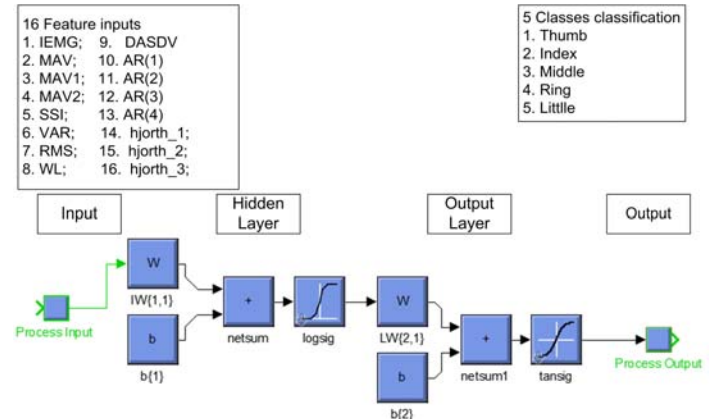 16 Feature inputs
1. IEMG; 9. DASDV
2. MAV; 10. AR(1)
3. MAV1; 11. AR(2)
4. MAV2; 12. AR(3)
5. SSI; 13. AR(4)
6. VAR; 14. hjorth_1;
7. RMS; 15. hjorth_2;
8. WL; 16. hjorth_3;
5 Classes classification
1. Thumb
2. Index
3. Middle
4. Ring
5. Littlle
Input
Hidden
Layer
Output
Layer
Output
Process Input
W
IW{1,1}
b
b{1}
+
netsum
logsig
W
LW{2,1}
b
b{2}
+
netsum1
tansig
Process Output